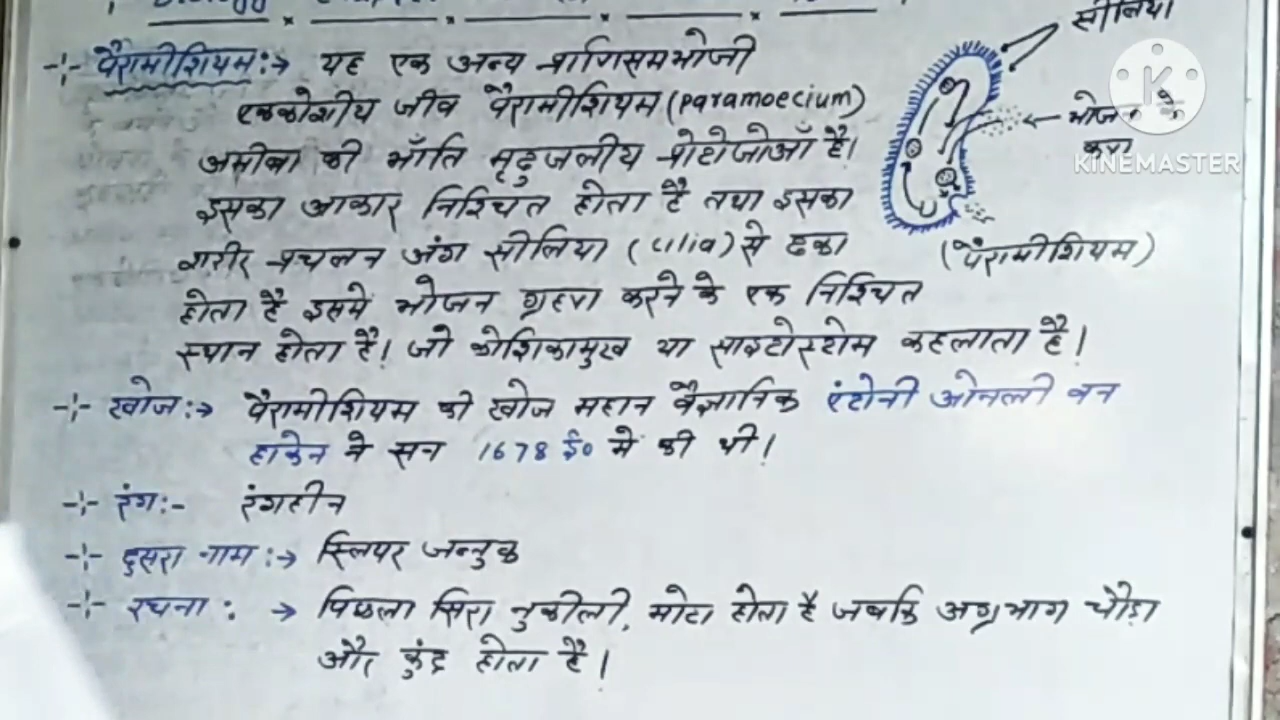 Biology
सीलिया
-:- पैरामीशियम :→ यह एक अन्य प्राणिसमभोजी
एककोशीय जीव पैरामीशियम (Paramoecium)
भोजन के
कण
KINEMASTER
अमीबा की भाँति मृदुजलीय प्रोटोजोआँ है।
इसका आकार निश्चित होता है तथा इसका
शरीर प्रचलन अंग सीलिया (Cilia) से ढका
(पैरामीशियम)
होता है इसमे भोजन ग्रहण करने के एक निश्चित
स्थान होता है। जो कोशिकामुख या साइटोस्टोम कहलाता है।
-:- खोज :→ पैरामीशियम की खोज महान वैज्ञानिक एंटोनी ओनली वन
हाकेन ने सन 1678 ई० मे की थी।
-:- रंग :- रंगहीन
-:- दुसरा नाम :→ स्लिपर जन्तुक
-:- रचना : → पिछला सिरा नुकीली, मोटा होता है जबकि अग्रभाग चौड़ा
और कुंद्र होता है।